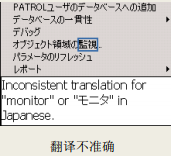 PATROLユーザのデータベースへの追加
データベースの一貫性
デバッグ
オブジェクト領域の監視...
パラメータのリフレッシュ
レポート
Inconsistent translation for
"monitor" or "モニタ" in
Japanese.
翻译不准确